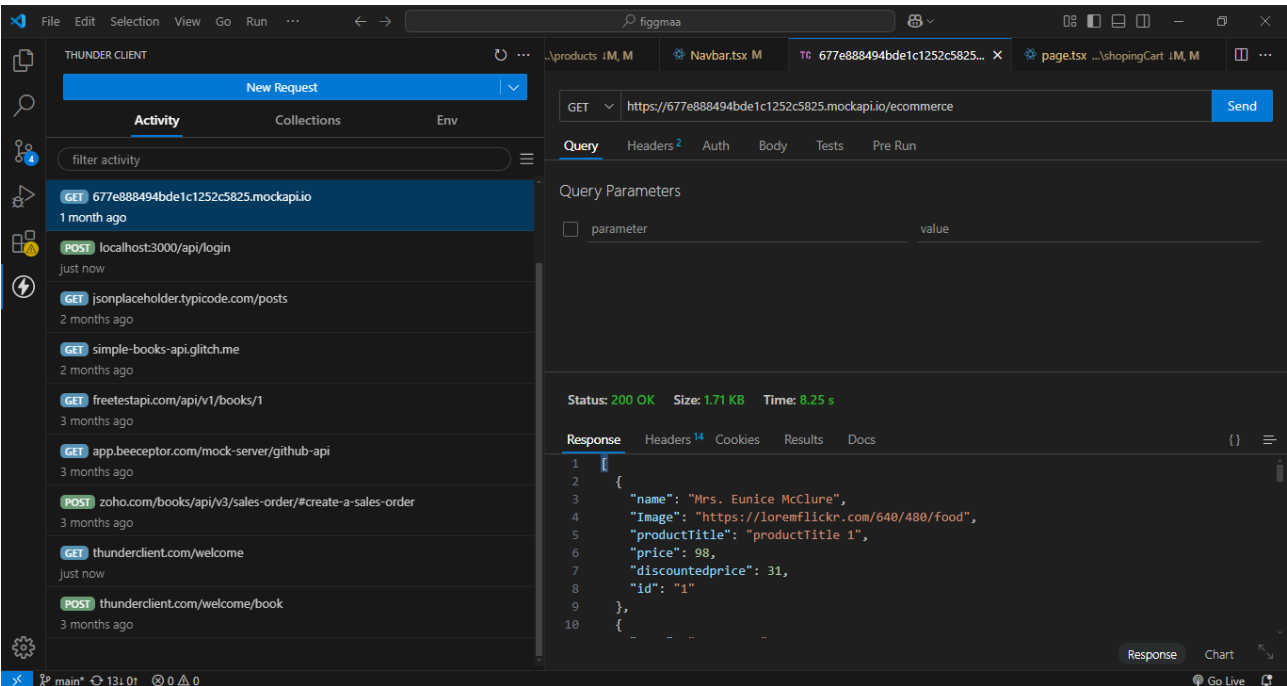 File Edit Selection View Go Run ··· ← → figgmaa
THUNDER CLIENT ···
New Request
Activity Collections Env
filter activity
GET 677e888494bde1c1252c5825.mockapi.io
1 month ago
POST localhost:3000/api/login
just now
GET jsonplaceholder.typicode.com/posts
2 months ago
GET simple-books-api.glitch.me
2 months ago
GET freetestapi.com/api/v1/books/1
3 months ago
GET app.beeceptor.com/mock-server/github-api
3 months ago
POST zoho.com/books/api/v3/sales-order/#create-a-sales-order
3 months ago
GET thunderclient.com/welcome
just now
POST thunderclient.com/welcome/book
3 months ago
..\products ↓M, M Navbar.tsx M TC 677e888494bde1c1252c5825... × page.tsx ...\shopingCart ↓M, M ···
GET https://677e888494bde1c1252c5825.mockapi.io/ecommerce Send
Query Headers 2 Auth Body Tests Pre Run
Query Parameters
parameter value
Status: 200 OK Size: 1.71 KB Time: 8.25 s
Response Headers 14 Cookies Results Docs { }
1 [
2 {
3 "name": "Mrs. Eunice McClure",
4 "Image": "https://loremflickr.com/640/480/food",
5 "productTitle": "productTitle 1",
6 "price": 98,
7 "discountedprice": 31,
8 "id": "1"
9 },
10 {
Response Chart
main* 13↓ 0↑ 0 0 Go Live